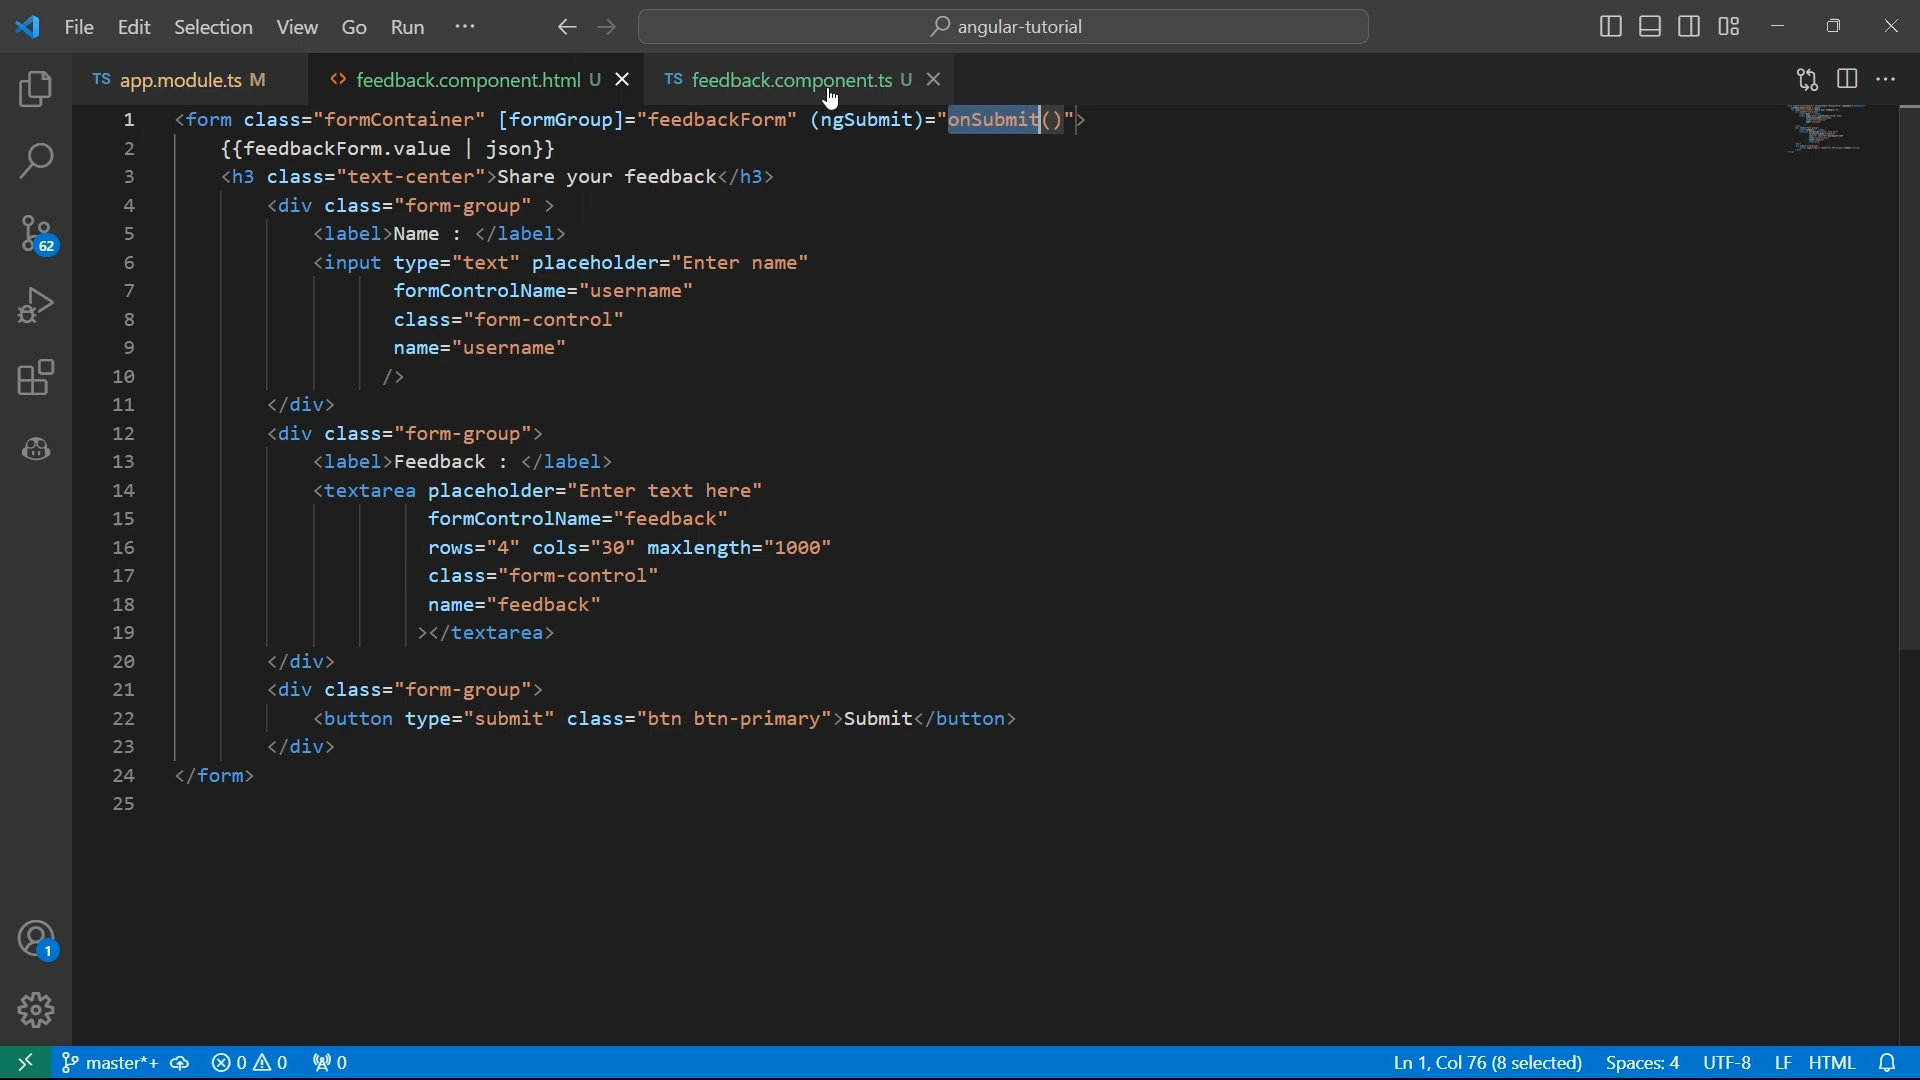 File Edit Selection View Go Run ··· angular-tutorial
TS app.module.ts M <> feedback.component.html U TS feedback.component.ts U
1 <form class="formContainer" [formGroup]="feedbackForm" (ngSubmit)="onSubmit()">
2 {{feedbackForm.value | json}}
3 <h3 class="text-center">Share your feedback</h3>
4 <div class="form-group" >
5 <label>Name : </label>
6 <input type="text" placeholder="Enter name"
7 formControlName="username"
8 class="form-control"
9 name="username"
10 />
11 </div>
12 <div class="form-group">
13 <label>Feedback : </label>
14 <textarea placeholder="Enter text here"
15 formControlName="feedback"
16 rows="4" cols="30" maxlength="1000"
17 class="form-control"
18 name="feedback"
19 ></textarea>
20 </div>
21 <div class="form-group">
22 <button type="submit" class="btn btn-primary">Submit</button>
23 </div>
24 </form>
25
62
1
master*+ 0 0 0 Ln 1, Col 76 (8 selected) Spaces: 4 UTF-8 LF HTML